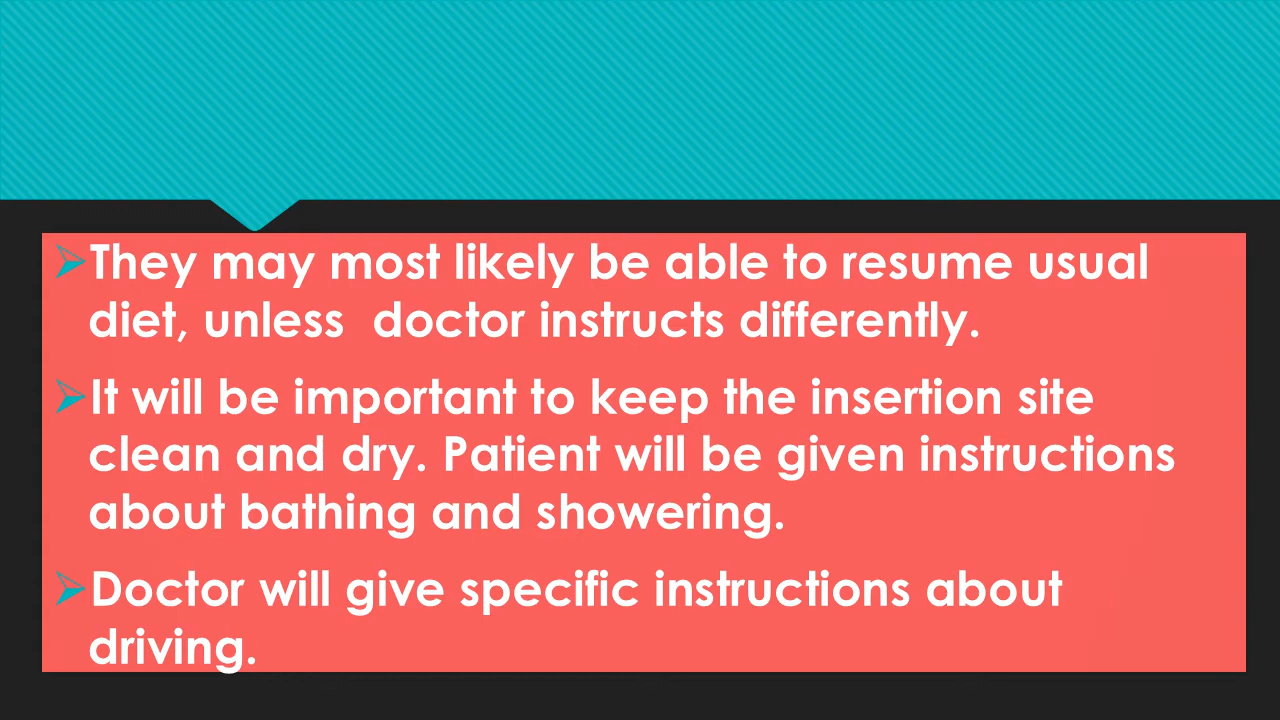 ➢They may most likely be able to resume usual
diet, unless  doctor instructs differently.
➢It will be important to keep the insertion site
clean and dry. Patient will be given instructions
about bathing and showering.
➢Doctor will give specific instructions about
driving.